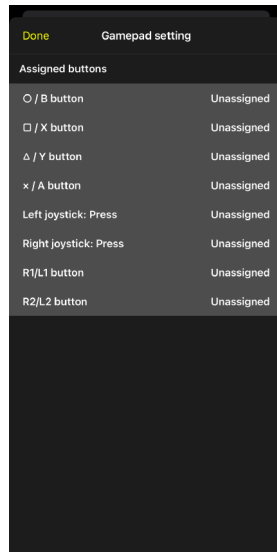 Done Gamepad setting
Assigned buttons
○ / B button Unassigned
□ / X button Unassigned
△ / Y button Unassigned
× / A button Unassigned
Left joystick: Press Unassigned
Right joystick: Press Unassigned
R1/L1 button Unassigned
R2/L2 button Unassigned